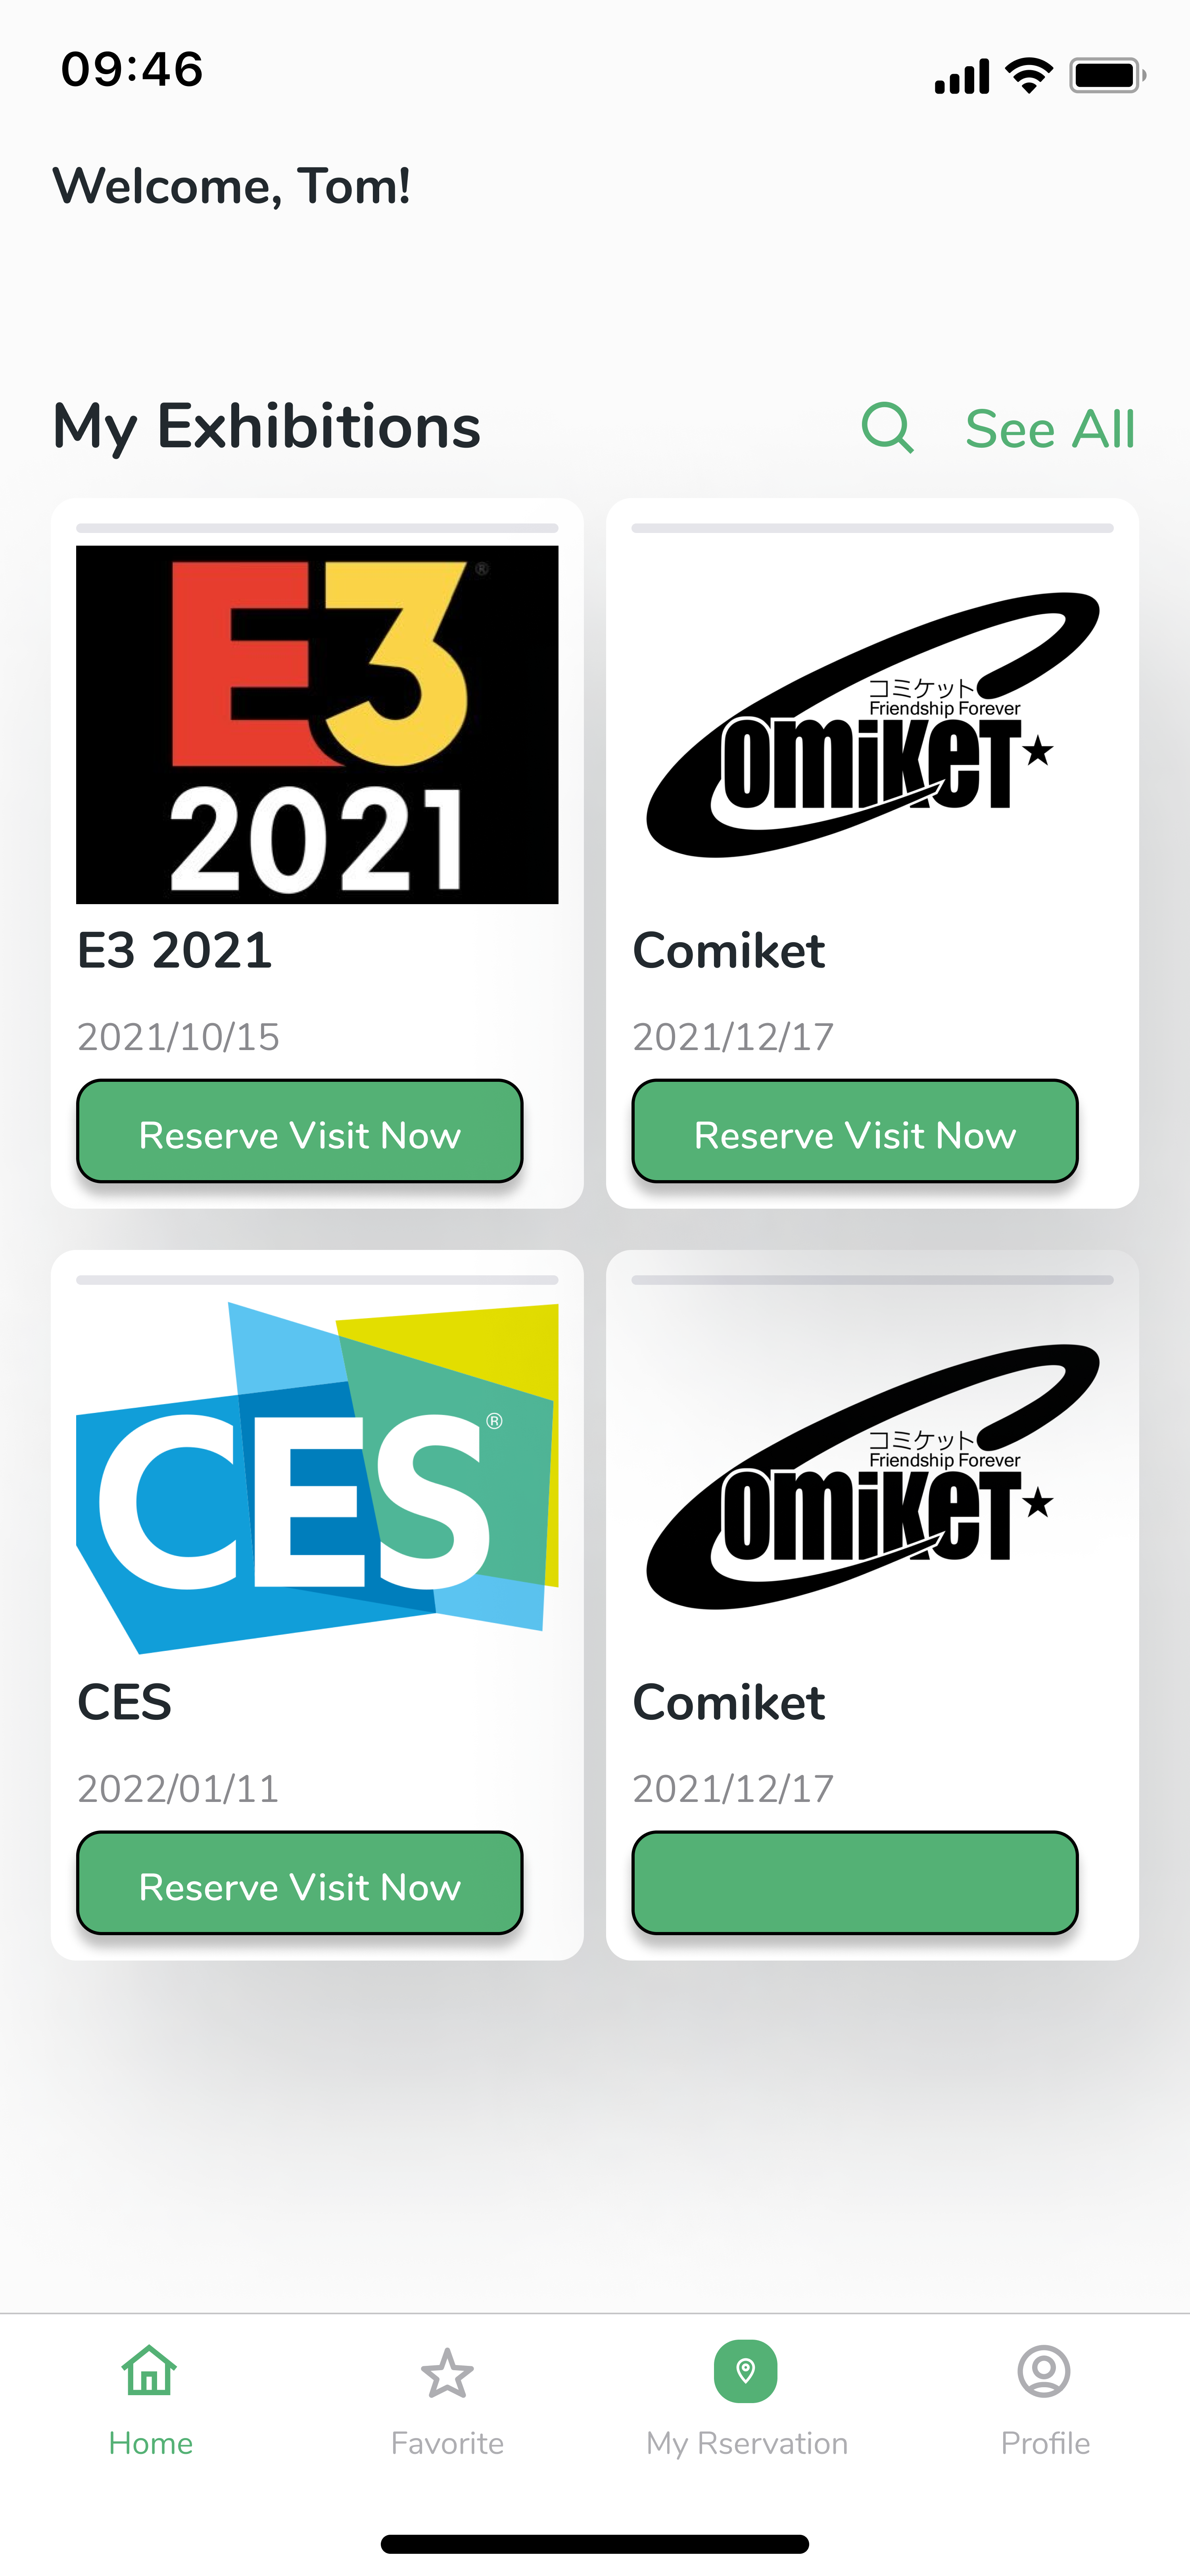 09:46
Welcome, Tom!
My Exhibitions
See All
E3 ®
2021
E3 2021
2021/10/15
Reserve Visit Now
コミケット
Friendship Forever
ComiKeT★
Comiket
2021/12/17
Reserve Visit Now
CES®
CES
2022/01/11
Reserve Visit Now
コミケット
Friendship Forever
ComiKeT★
Comiket
2021/12/17
Home
Favorite
My Rservation
Profile